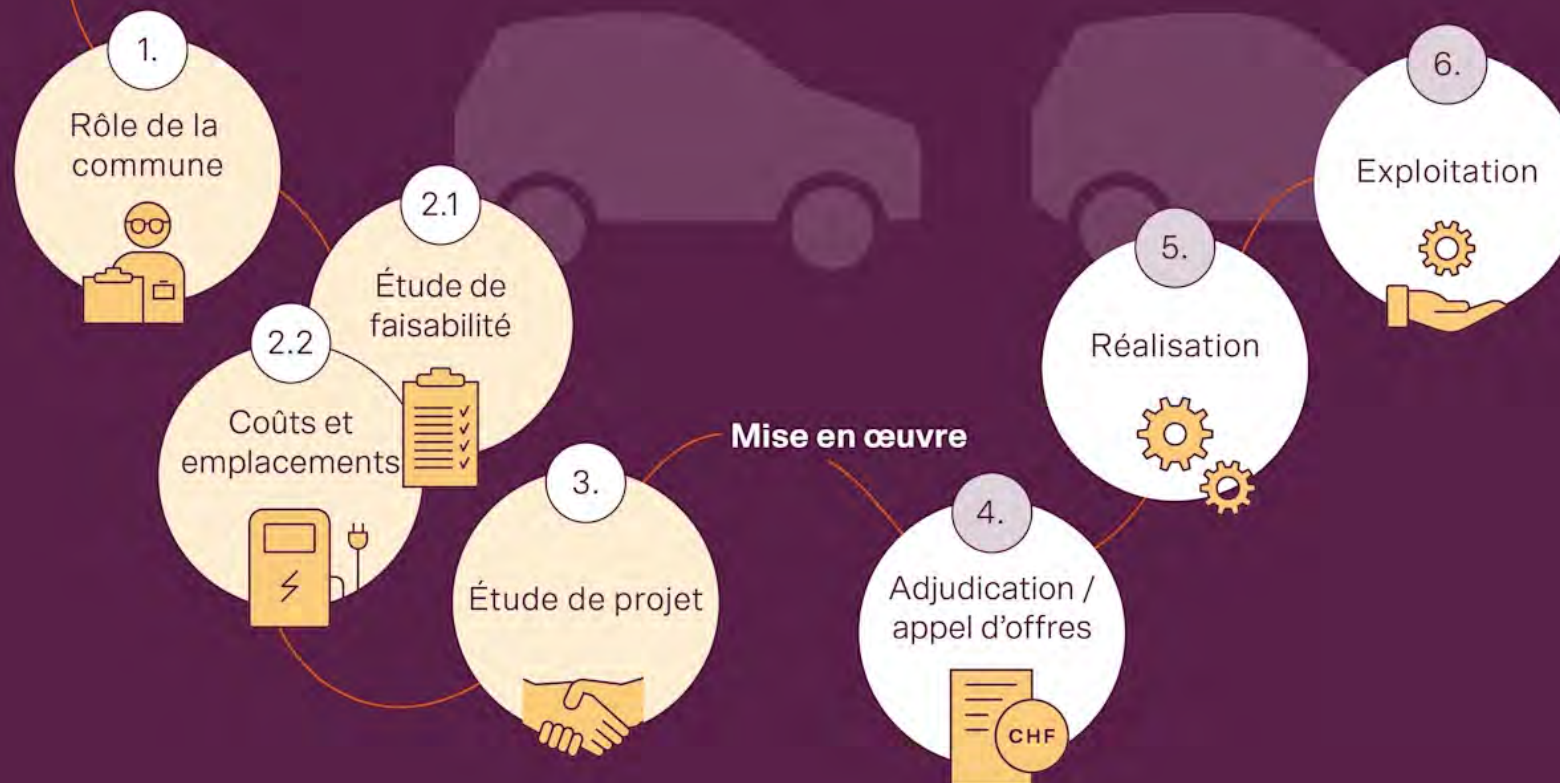 1.
Rôle de la
commune
2.1
Étude de
faisabilité
2.2
Coûts et
emplacements
3.
Étude de projet
Mise en œuvre
4.
Adjudication /
appel d’offres
CHF
5.
Réalisation
6.
Exploitation